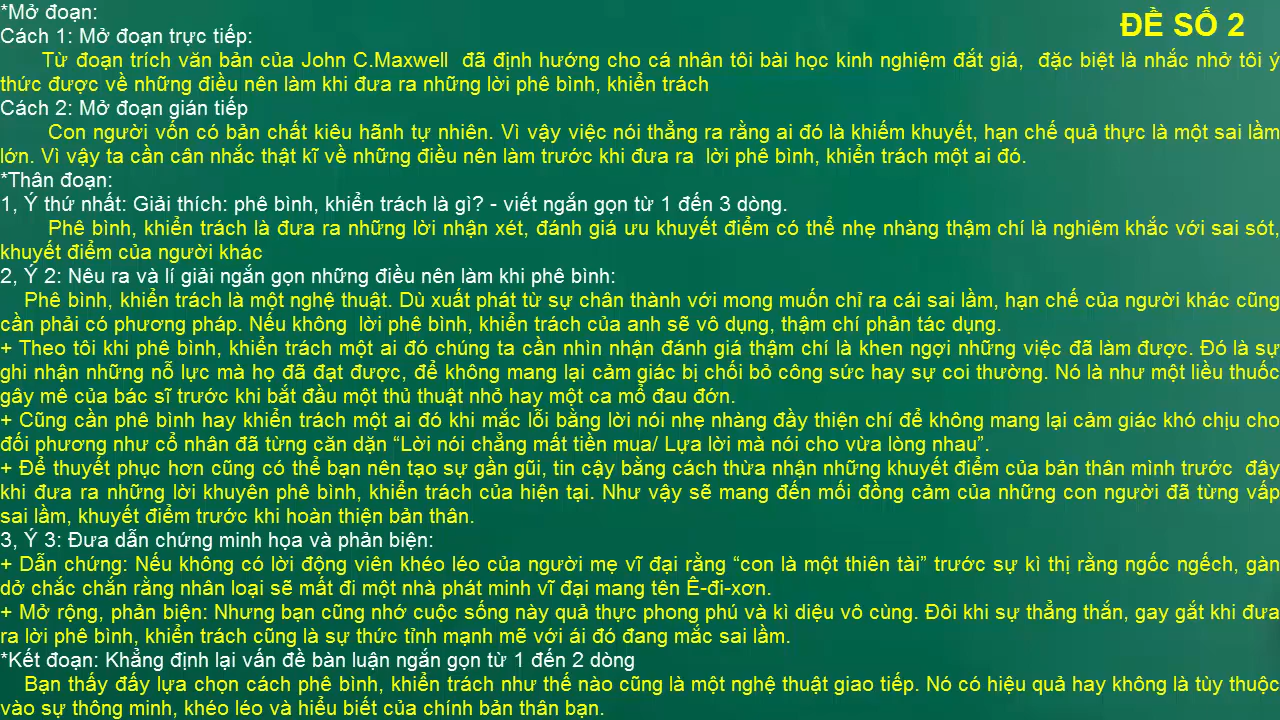 *Mở đoạn:
ĐỀ SỐ 2
Cách 1: Mở đoạn trực tiếp:
Từ đoạn trích văn bản của John C.Maxwell đã định hướng cho cá nhân tôi bài học kinh nghiệm đắt giá, đặc biệt là nhắc nhở tôi ý
thức được về những điều nên làm khi đưa ra những lời phê bình, khiển trách
Cách 2: Mở đoạn gián tiếp
Con người vốn có bản chất kiêu hãnh tự nhiên. Vì vậy việc nói thẳng ra rằng ai đó là khiếm khuyết, hạn chế quả thực là một sai lầm
lớn. Vì vậy ta cần cân nhắc thật kĩ về những điều nên làm trước khi đưa ra lời phê bình, khiển trách một ai đó.
*Thân đoạn:
1, Ý thứ nhất: Giải thích: phê bình, khiển trách là gì? - viết ngắn gọn từ 1 đến 3 dòng.
Phê bình, khiển trách là đưa ra những lời nhận xét, đánh giá ưu khuyết điểm có thể nhẹ nhàng thậm chí là nghiêm khắc với sai sót,
khuyết điểm của người khác
2, Ý 2: Nêu ra và lí giải ngắn gọn những điều nên làm khi phê bình:
Phê bình, khiển trách là một nghệ thuật. Dù xuất phát từ sự chân thành với mong muốn chỉ ra cái sai lầm, hạn chế của người khác cũng
cần phải có phương pháp. Nếu không lời phê bình, khiển trách của anh sẽ vô dụng, thậm chí phản tác dụng.
+ Theo tôi khi phê bình, khiển trách một ai đó chúng ta cần nhìn nhận đánh giá thậm chí là khen ngợi những việc đã làm được. Đó là sự
ghi nhận những nỗ lực mà họ đã đạt được, để không mang lại cảm giác bị chối bỏ công sức hay sự coi thường. Nó là như một liều thuốc
gây mê của bác sĩ trước khi bắt đầu một thủ thuật nhỏ hay một ca mổ đau đớn.
+ Cũng cần phê bình hay khiển trách một ai đó khi mắc lỗi bằng lời nói nhẹ nhàng đầy thiện chí để không mang lại cảm giác khó chịu cho
đối phương như cổ nhân đã từng căn dặn “Lời nói chẳng mất tiền mua/ Lựa lời mà nói cho vừa lòng nhau”.
+ Để thuyết phục hơn cũng có thể bạn nên tạo sự gần gũi, tin cậy bằng cách thừa nhận những khuyết điểm của bản thân mình trước đây
khi đưa ra những lời khuyên phê bình, khiển trách của hiện tại. Như vậy sẽ mang đến mối đồng cảm của những con người đã từng vấp
sai lầm, khuyết điểm trước khi hoàn thiện bản thân.
3, Ý 3: Đưa dẫn chứng minh họa và phản biện:
+ Dẫn chứng: Nếu không có lời động viên khéo léo của người mẹ vĩ đại rằng “con là một thiên tài” trước sự kì thị rằng ngốc ngếch, gàn
dở chắc chắn rằng nhân loại sẽ mất đi một nhà phát minh vĩ đại mang tên Ê-đi-xơn.
+ Mở rộng, phản biện: Nhưng bạn cũng nhớ cuộc sống này quả thực phong phú và kì diệu vô cùng. Đôi khi sự thẳng thắn, gay gắt khi đưa
ra lời phê bình, khiển trách cũng là sự thức tỉnh mạnh mẽ với ái đó đang mắc sai lầm.
*Kết đoạn: Khẳng định lại vấn đề bàn luận ngắn gọn từ 1 đến 2 dòng
Bạn thấy đấy lựa chọn cách phê bình, khiển trách như thế nào cũng là một nghệ thuật giao tiếp. Nó có hiệu quả hay không là tùy thuộc
vào sự thông minh, khéo léo và hiểu biết của chính bản thân bạn.